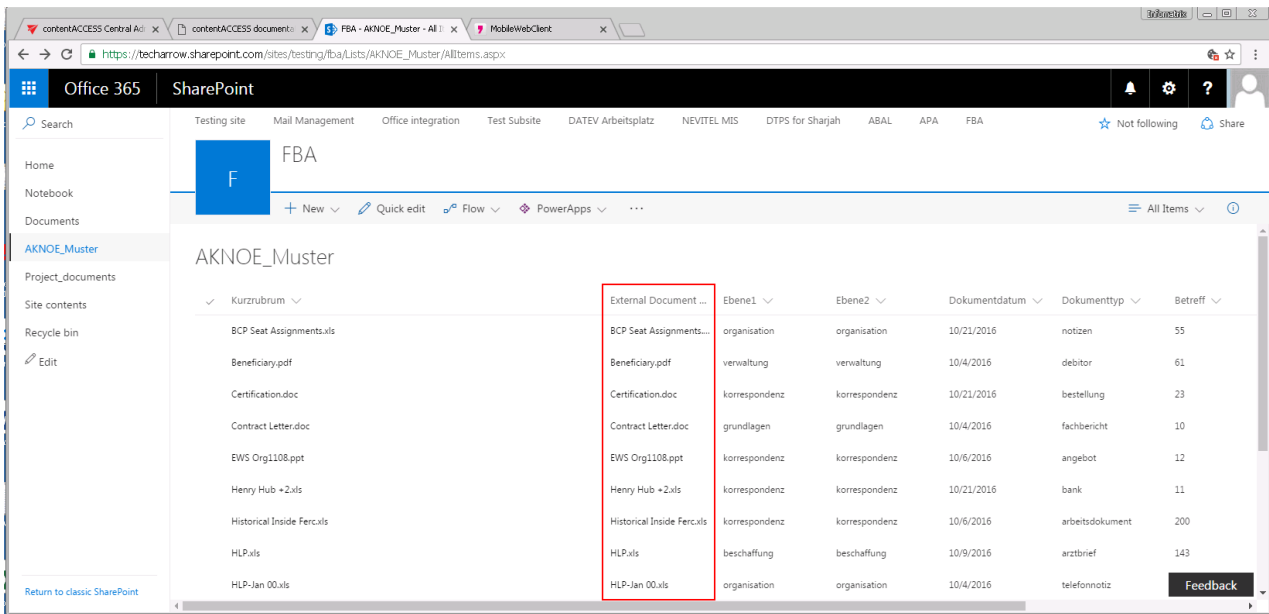 Infomatrix
contentACCESS Central Ad
contentACCESS documenta
FBA - AKNOE_Muster - All I
MobileWebClient
https://techarrow.sharepoint.com/sites/testing/fba/Lists/AKNOE_Muster/AllItems.aspx
Office 365 SharePoint ?
Search
Testing site Mail Management Office integration Test Subsite DATEV Arbeitsplatz NEVITEL MIS DTPS for Sharjah ABAL APA FBA
Not following Share
F
FBA
Home
Notebook
Documents
AKNOE_Muster
Project_documents
Site contents
Recycle bin
Edit
Return to classic SharePoint
New Quick edit Flow PowerApps ... All Items
AKNOE_Muster
Kurzrubrum External Document ... Ebene1 Ebene2 Dokumentdatum Dokumenttyp Betreff
BCP Seat Assignments.xls BCP Seat Assignments.... organisation organisation 10/21/2016 notizen 55
Beneficiary.pdf Beneficiary.pdf verwaltung verwaltung 10/4/2016 debitor 61
Certification.doc Certification.doc korrespondenz korrespondenz 10/21/2016 bestellung 23
Contract Letter.doc Contract Letter.doc grundlagen grundlagen 10/4/2016 fachbericht 10
EWS Org1108.ppt EWS Org1108.ppt korrespondenz korrespondenz 10/6/2016 angebot 12
Henry Hub +2.xls Henry Hub +2.xls korrespondenz korrespondenz 10/21/2016 bank 11
Historical Inside Ferc.xls Historical Inside Ferc.xls korrespondenz korrespondenz 10/6/2016 arbeitsdokument 200
HLP.xls HLP.xls beschaffung beschaffung 10/9/2016 arztbrief 143
HLP-Jan 00.xls HLP-Jan 00.xls organisation organisation 10/4/2016 telefonnotiz
Feedback